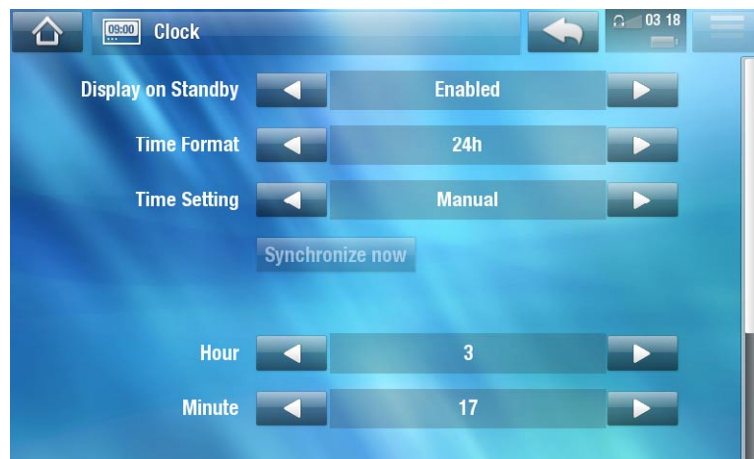 09:00 Clock 03 18
Display on Standby Enabled
Time Format 24h
Time Setting Manual
Synchronize now
Hour 3
Minute 17